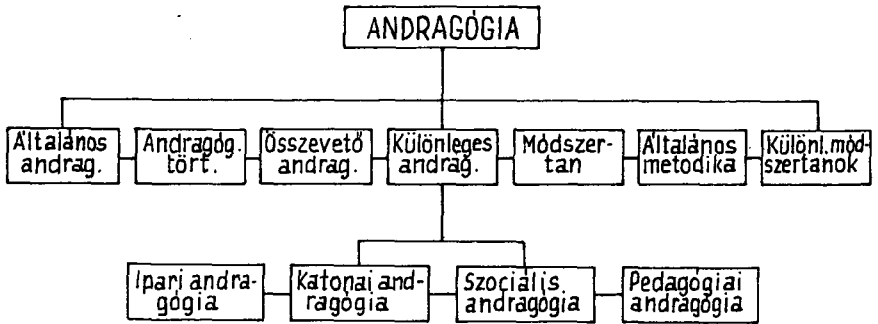 ANDRAGÓGIA
Általános
andrag.
Andragóg.
tört.
Összevető
andrag.
Különleges
andrag.
Módszer-
tan
Általános
metodika
Különl. mód-
szertanok
Ipari andra-
gógia
Katonai and-
ragógia
Szociális.
andragógia
Pedagógiai
andragógia